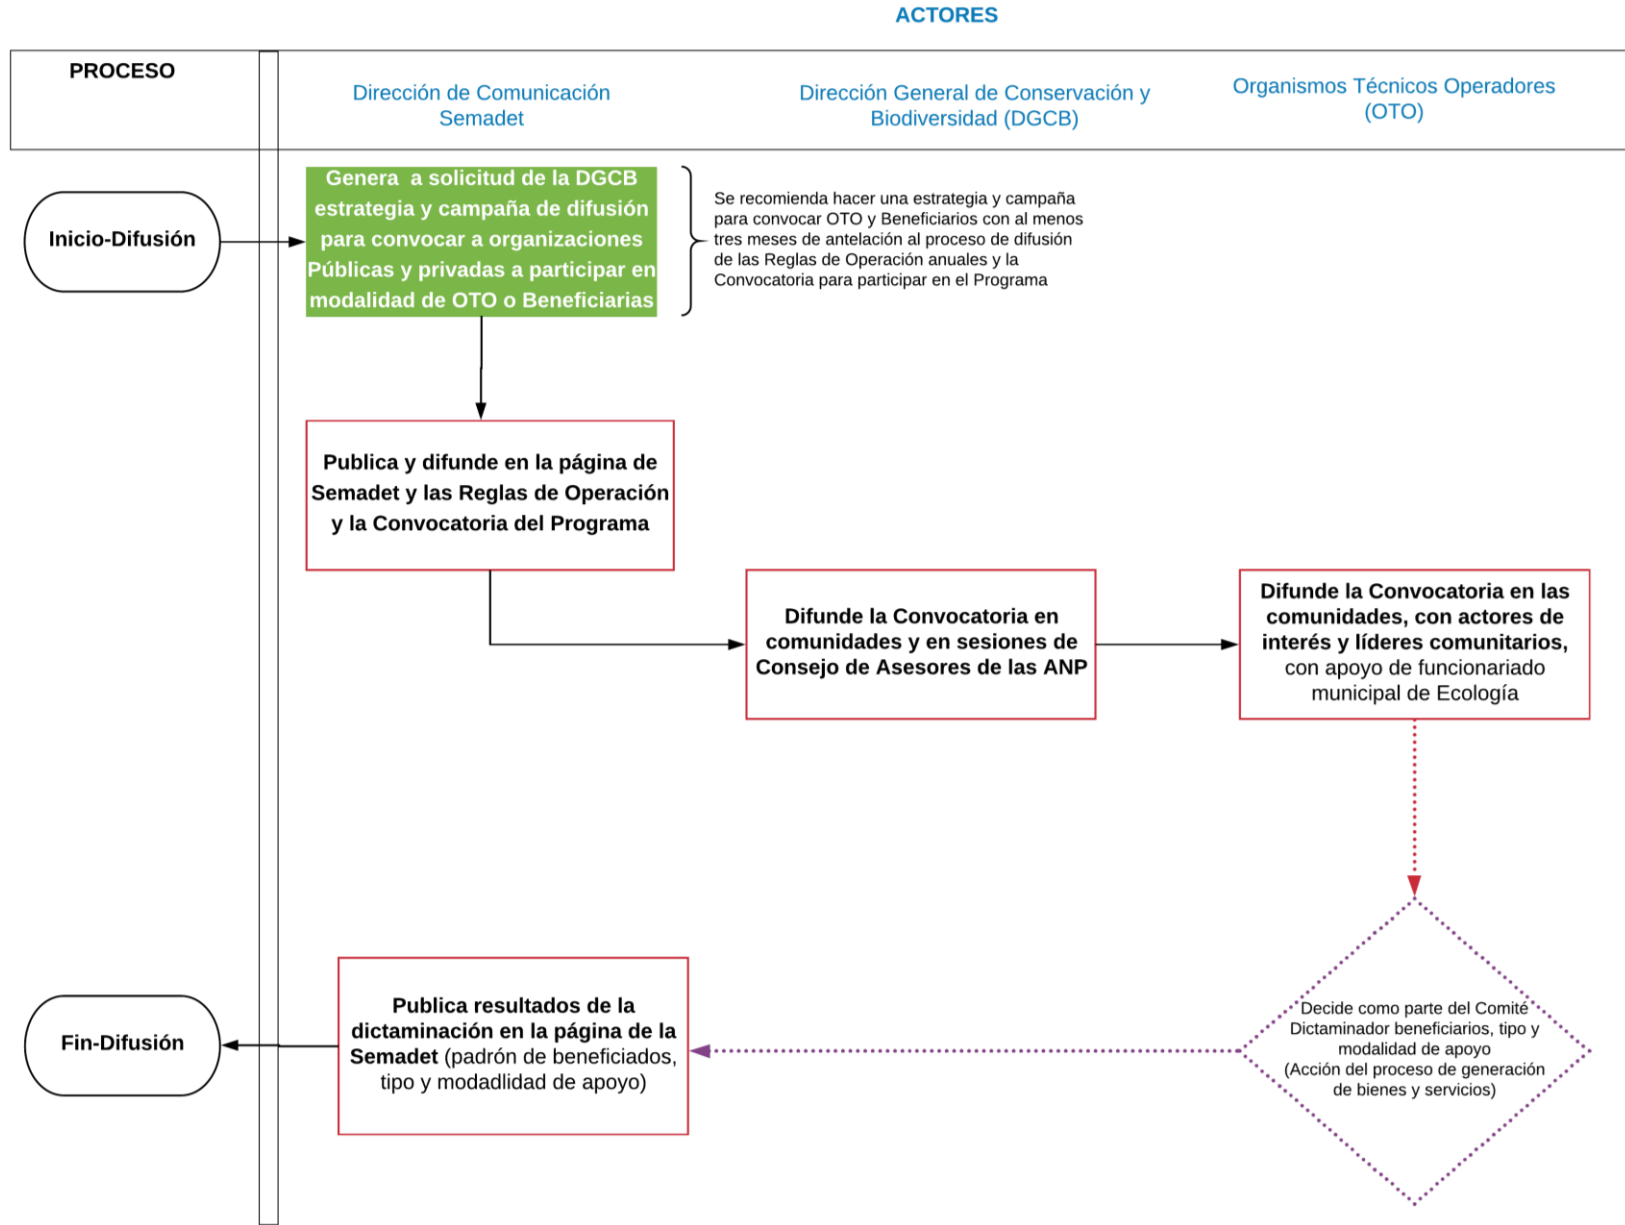 ACTORES
PROCESO
Dirección de Comunicación
Semadet
Dirección General de Conservación y
Biodiversidad (DGCB)
Organismos Técnicos Operadores
(OTO)
Inicio-Difusión
Genera  a solicitud de la DGCB
estrategia y campaña de difusión
para convocar a organizaciones
Públicas y privadas a participar en
modalidad de OTO o Beneficiarias
Se recomienda hacer una estrategia y campaña
para convocar OTO y Beneficiarios con al menos
tres meses de antelación al proceso de difusión
de las Reglas de Operación anuales y la
Convocatoria para participar en el Programa
Publica y difunde en la página de
Semadet y las Reglas de Operación
y la Convocatoria del Programa
Difunde la Convocatoria en
comunidades y en sesiones de
Consejo de Asesores de las ANP
Difunde la Convocatoria en las
comunidades, con actores de
interés y líderes comunitarios,
con apoyo de funcionariado
municipal de Ecología
Decide como parte del Comité
Dictaminador beneficiarios, tipo y
modalidad de apoyo
(Acción del proceso de generación
de bienes y servicios)
Publica resultados de la
dictaminación en la página de la
Semadet (padrón de beneficiados,
tipo y modadlidad de apoyo)
Fin-Difusión